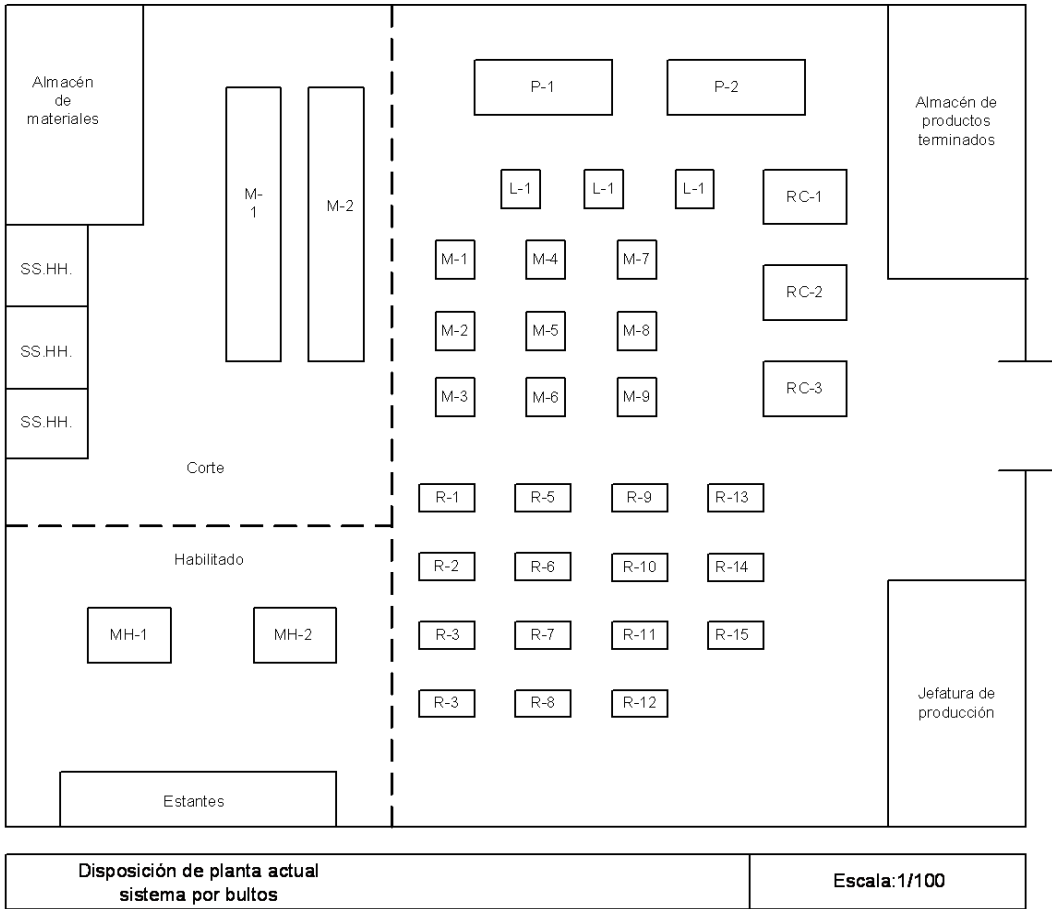 Almacén
de
materiales
P-1
P-2
Almacén de
productos
terminados
M-
1
M-2
L-1
L-1
L-1
RC-1
SS.HH.
M-1
M-4
M-7
RC-2
SS.HH.
M-2
M-5
M-8
SS.HH.
M-3
M-6
M-9
RC-3
Corte
R-1
R-5
R-9
R-13
Habilitado
R-2
R-6
R-10
R-14
MH-1
MH-2
R-3
R-7
R-11
R-15
R-3
R-8
R-12
Jefatura de
producción
Estantes
Disposición de planta actual
sistema por bultos
Escala:1/100